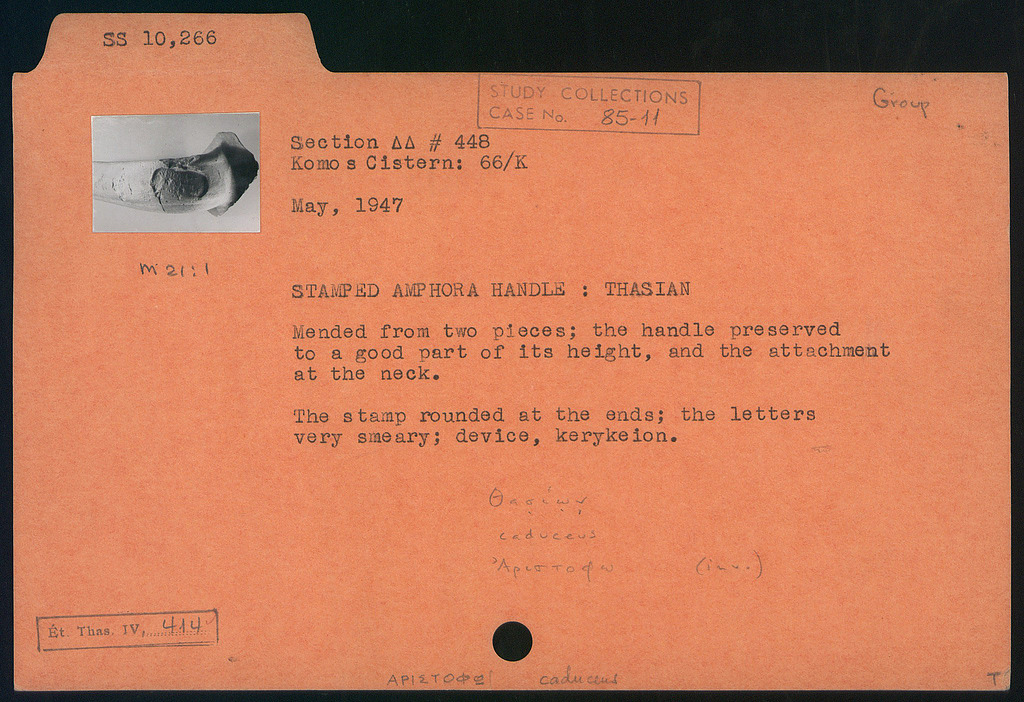 SS 10,266
STUDY COLLECTIONS
CASE No. 85-11
Group
Section ΔΔ # 448
Komos Cistern: 66/K
May, 1947
M 21:1
STAMPED AMPHORA HANDLE : THASIAN
Mended from two pieces; the handle preserved
to a good part of its height, and the attachment
at the neck.
The stamp rounded at the ends; the letters
very smeary; device, kerykeion.
Θασίων
caduceus
Ἀριστοφω (inv.)
Ét. Thas. IV, 414
caduceus
T